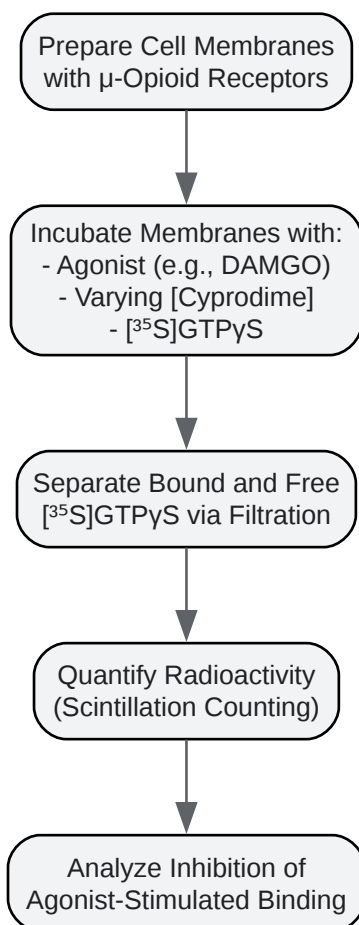 Prepare Cell Membranes
with μ-Opioid Receptors
Incubate Membranes with:
- Agonist (e.g., DAMGO)
- Varying [Cyprodime]
- [³⁵S]GTPγS
Separate Bound and Free
[³⁵S]GTPγS via Filtration
Quantify Radioactivity
(Scintillation Counting)
Analyze Inhibition of
Agonist-Stimulated Binding